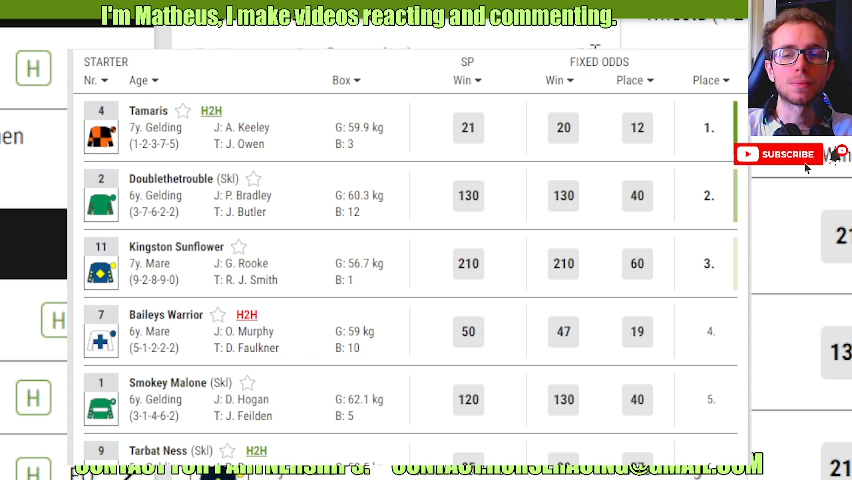 I'm Matheus, I make videos reacting and commenting.
H
STARTER SP FIXED ODDS
Nr. Age Box Win Win Place Place
4 Tamaris H2H
7y. Gelding J: A. Keeley G: 59.9 kg 21 20 12 1.
(1-2-3-7-5) T: J. Owen B: 3
SUBSCRIBE
2 Doublethetrouble (Skl)
6y. Gelding J: P. Bradley G: 60.3 kg 130 130 40 2.
(3-7-6-2-2) T: J. Butler B: 12
11 Kingston Sunflower
7y. Mare J: G. Rooke G: 56.7 kg 210 210 60 3.
(9-2-8-9-0) T: R. J. Smith B: 1
H
7 Baileys Warrior H2H
6y. Mare J: O. Murphy G: 59 kg 50 47 19 4.
(5-1-2-2-2) T: D. Faulkner B: 10
H
1 Smokey Malone (Skl)
6y. Gelding J: D. Hogan G: 62.1 kg 120 130 40 5.
(3-1-4-6-2) T: J. Feilden B: 5
H
9 Tarbat Ness (Skl) H2H
CONTACT FOR PARTNERSHIPS: